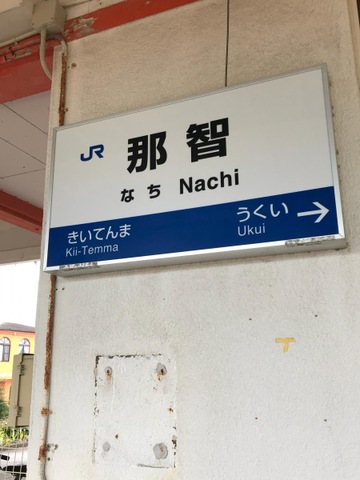 JR 那智
なち Nachi
きいてんま うくい →
Kii-Temma Ukui